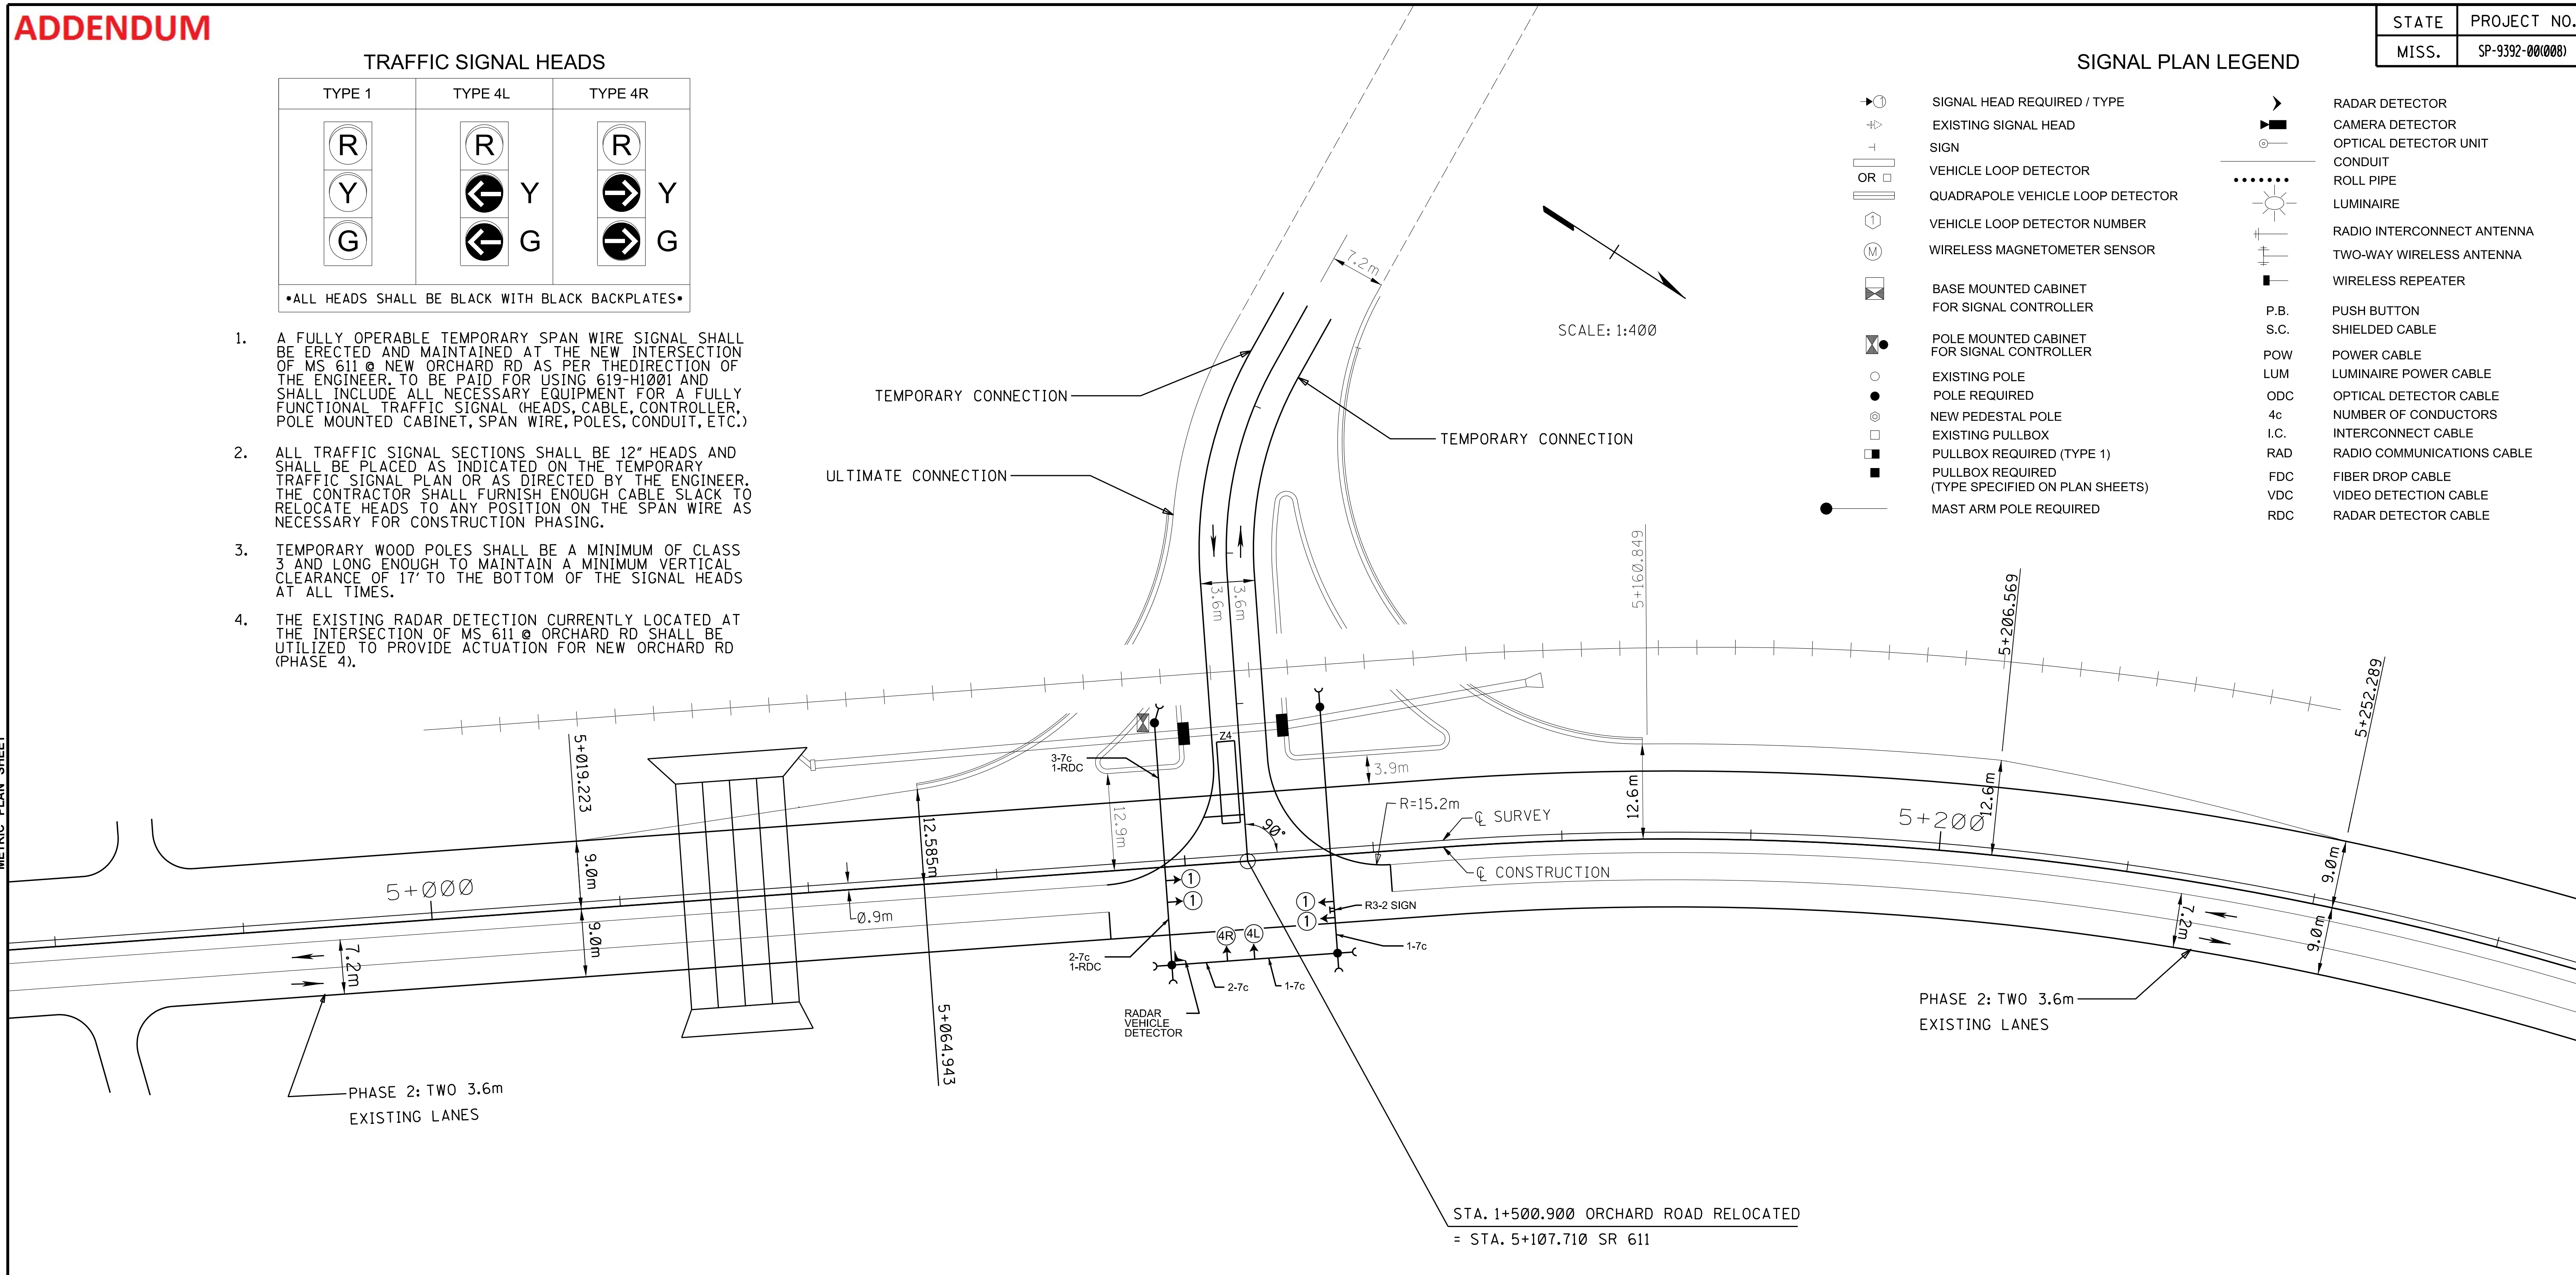 ADDENDUM
STATE PROJECT NO.
MISS. SP-9392-00(008)
TRAFFIC SIGNAL HEADS
TYPE 1 TYPE 4L TYPE 4R
R R R
Y Y Y
G G G
*ALL HEADS SHALL BE BLACK WITH BLACK BACKPLATES*
1. A FULLY OPERABLE TEMPORARY SPAN WIRE SIGNAL SHALL
BE ERECTED AND MAINTAINED AT THE NEW INTERSECTION
OF MS 611 @ NEW ORCHARD RD AS PER THEDIRECTION OF
THE ENGINEER. TO BE PAID FOR USING 619-H1001 AND
SHALL INCLUDE ALL NECESSARY EQUIPMENT FOR A FULLY
FUNCTIONAL TRAFFIC SIGNAL (HEADS, CABLE, CONTROLLER,
POLE MOUNTED CABINET, SPAN WIRE, POLES, CONDUIT, ETC.)
2. ALL TRAFFIC SIGNAL SECTIONS SHALL BE 12" HEADS AND
SHALL BE PLACED AS INDICATED ON THE TEMPORARY
TRAFFIC SIGNAL PLAN OR AS DIRECTED BY THE ENGINEER.
THE CONTRACTOR SHALL FURNISH ENOUGH CABLE SLACK TO
RELOCATE HEADS TO ANY POSITION ON THE SPAN WIRE AS
NECESSARY FOR CONSTRUCTION PHASING.
3. TEMPORARY WOOD POLES SHALL BE A MINIMUM OF CLASS
3 AND LONG ENOUGH TO MAINTAIN A MINIMUM VERTICAL
CLEARANCE OF 17' TO THE BOTTOM OF THE SIGNAL HEADS
AT ALL TIMES.
4. THE EXISTING RADAR DETECTION CURRENTLY LOCATED AT
THE INTERSECTION OF MS 611 @ ORCHARD RD SHALL BE
UTILIZED TO PROVIDE ACTUATION FOR NEW ORCHARD RD
(PHASE 4).
SIGNAL PLAN LEGEND
1 SIGNAL HEAD REQUIRED / TYPE
EXISTING SIGNAL HEAD
SIGN
OR VEHICLE LOOP DETECTOR
QUADRAPOLE VEHICLE LOOP DETECTOR
1 VEHICLE LOOP DETECTOR NUMBER
M WIRELESS MAGNETOMETER SENSOR
BASE MOUNTED CABINET
FOR SIGNAL CONTROLLER
POLE MOUNTED CABINET
FOR SIGNAL CONTROLLER
EXISTING POLE
POLE REQUIRED
NEW PEDESTAL POLE
EXISTING PULLBOX
PULLBOX REQUIRED (TYPE 1)
PULLBOX REQUIRED
(TYPE SPECIFIED ON PLAN SHEETS)
MAST ARM POLE REQUIRED
RADAR DETECTOR
CAMERA DETECTOR
OPTICAL DETECTOR UNIT
CONDUIT
ROLL PIPE
LUMINAIRE
RADIO INTERCONNECT ANTENNA
TWO-WAY WIRELESS ANTENNA
WIRELESS REPEATER
P.B. PUSH BUTTON
S.C. SHIELDED CABLE
POW POWER CABLE
LUM LUMINAIRE POWER CABLE
ODC OPTICAL DETECTOR CABLE
4c NUMBER OF CONDUCTORS
I.C. INTERCONNECT CABLE
RAD RADIO COMMUNICATIONS CABLE
FDC FIBER DROP CABLE
VDC VIDEO DETECTION CABLE
RDC RADAR DETECTOR CABLE
7.2m
SCALE: 1:400
TEMPORARY CONNECTION
TEMPORARY CONNECTION
ULTIMATE CONNECTION
3.6m 3.6m
5+160.849
5+206.569
5+252.289
5+019.223
3-7c
1-RDC
Z4
3.9m
12.9m
R=15.2m
12.6m
12.6m
12.585m
90°
℄ SURVEY
℄ CONSTRUCTION
5+200
5+000
9.0m
9.0m
0.9m
7.2m
1
1
1
1
R3-2 SIGN
4R 4L
1-7c
2-7c
1-RDC
2-7c
1-7c
RADAR
VEHICLE
DETECTOR
9.0m
9.0m
7.2m
5+064.943
PHASE 2: TWO 3.6m
EXISTING LANES
PHASE 2: TWO 3.6m
EXISTING LANES
STA. 1+500.900 ORCHARD ROAD RELOCATED
= STA. 5+107.710 SR 611
METRIC PLAN SHEET